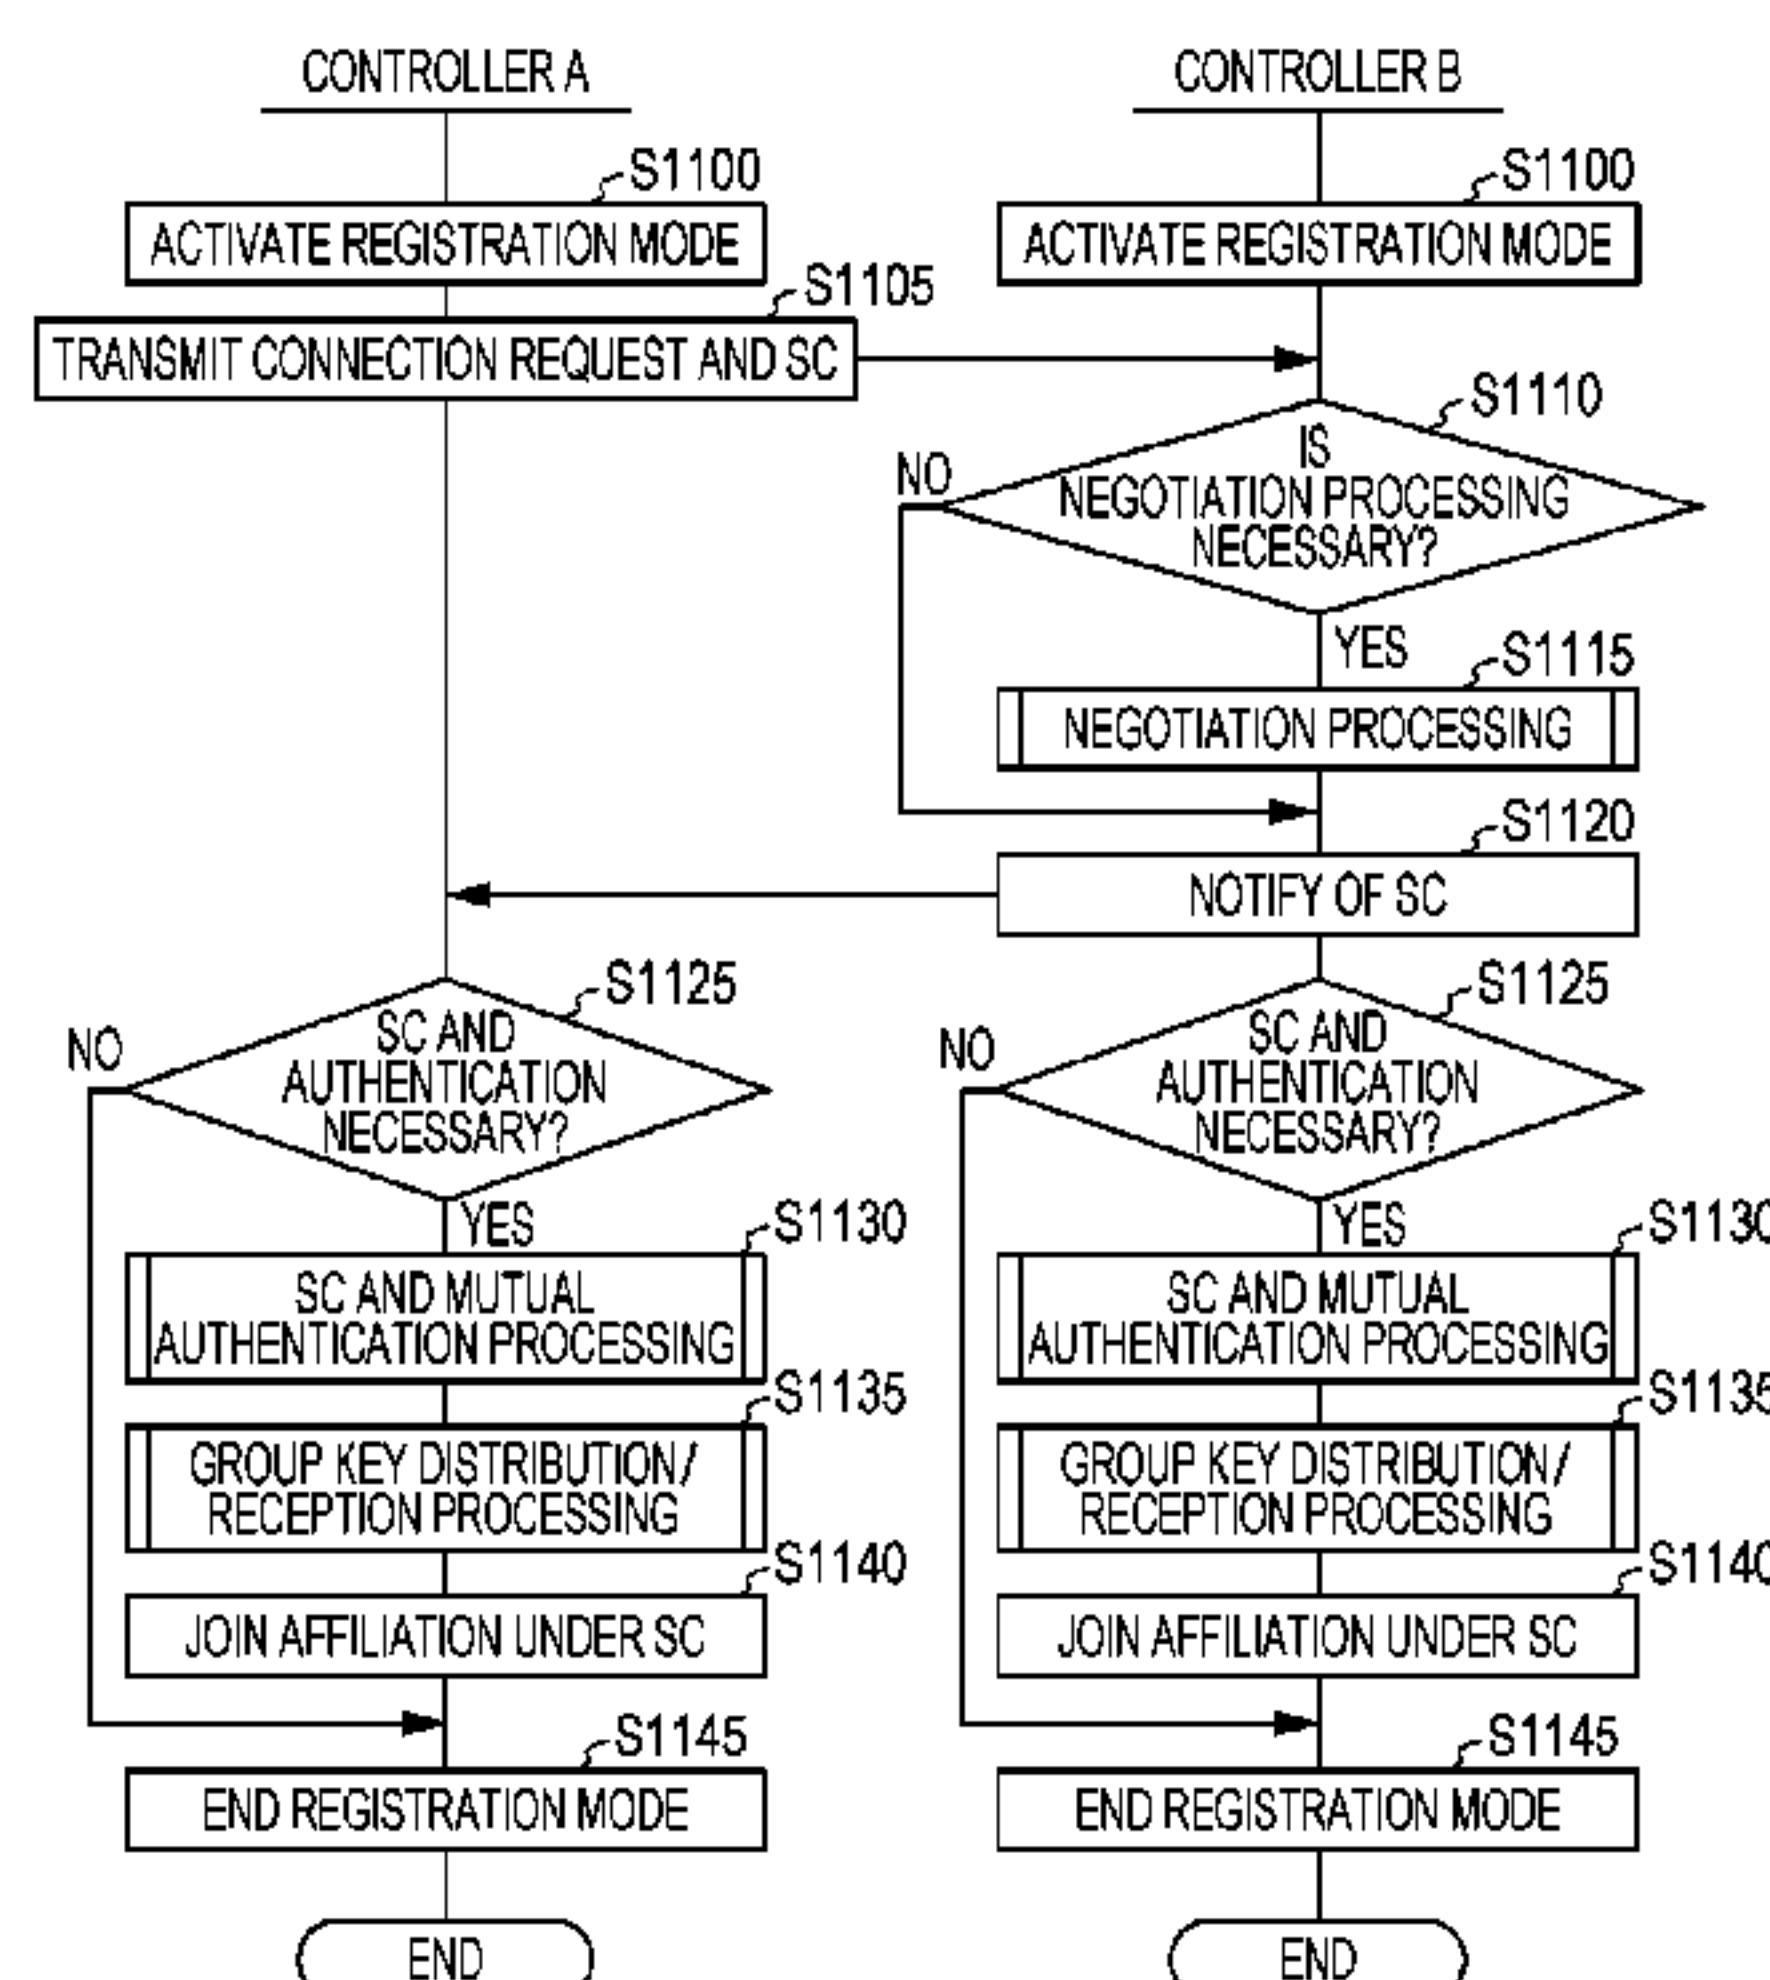 CONTROLLER A
CONTROLLER B
S1100
S1100
ACTIVATE REGISTRATION MODE
ACTIVATE REGISTRATION MODE
S1105
TRANSMIT CONNECTION REQUEST AND SC
S1110
IS
NEGOTIATION PROCESSING
NECESSARY?
NO
YES
S1115
NEGOTIATION PROCESSING
S1120
NOTIFY OF SC
S1125
S1125
SC AND
AUTHENTICATION
NECESSARY?
NO
SC AND
AUTHENTICATION
NECESSARY?
NO
YES
YES
S1130
S1130
SC AND MUTUAL
AUTHENTICATION PROCESSING
SC AND MUTUAL
AUTHENTICATION PROCESSING
S1135
S1135
GROUP KEY DISTRIBUTION/
RECEPTION PROCESSING
GROUP KEY DISTRIBUTION/
RECEPTION PROCESSING
S1140
S1140
JOIN AFFILIATION UNDER SC
JOIN AFFILIATION UNDER SC
S1145
S1145
END REGISTRATION MODE
END REGISTRATION MODE
END
END